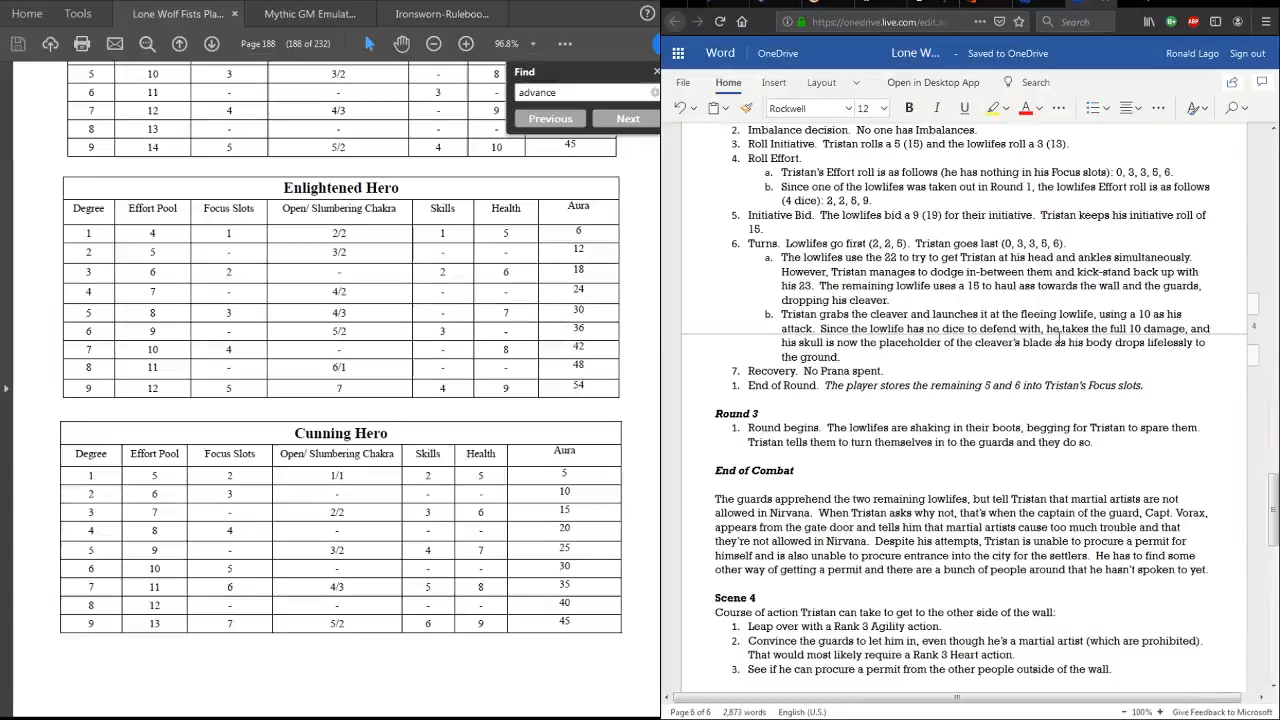 Home Tools Lone Wolf Fists Pla... × Mythic GM Emulat... Ironsworn-Ruleboo...
Page 188 (188 of 232) 96.8%
Find ×
advance
Previous Next
5 10 3 3/2 - 8
6 11 - - 3 -
7 12 4 4/3 - 9
8 13 - - - -
9 14 5 5/2 4 10 45
Enlightened Hero
Degree Effort Pool Focus Slots Open/ Slumbering Chakra Skills Health Aura
1 4 1 2/2 1 5 6
2 5 - 3/2 - - 12
3 6 2 - 2 6 18
4 7 - 4/2 - - 24
5 8 3 4/3 - 7 30
6 9 - 5/2 3 - 36
7 10 4 - - 8 42
8 11 - 6/1 - - 48
9 12 5 7 4 9 54
Cunning Hero
Degree Effort Pool Focus Slots Open/ Slumbering Chakra Skills Health Aura
1 5 2 1/1 2 5 5
2 6 3 - - - 10
3 7 - 2/2 3 6 15
4 8 4 - - - 20
5 9 - 3/2 4 7 25
6 10 5 - - - 30
7 11 6 4/3 5 8 35
8 12 - - - - 40
9 13 7 5/2 6 9 45
https://onedrive.live.com/edit.as Search
Word OneDrive Lone W... - Saved to OneDrive Ronald Lago Sign out
File Home Insert Layout Open in Desktop App Search
Rockwell 12 B I U A
2. Imbalance decision. No one has Imbalances.
3. Roll Initiative. Tristan rolls a 5 (15) and the lowlifes roll a 3 (13).
4. Roll Effort.
a. Tristan's Effort roll is as follows (he has nothing in his Focus slots): 0, 3, 3, 5, 6.
b. Since one of the lowlifes was taken out in Round 1, the lowlifes Effort roll is as follows
(4 dice): 2, 2, 5, 9.
5. Initiative Bid. The lowlifes bid a 9 (19) for their initiative. Tristan keeps his initiative roll of
15.
6. Turns. Lowlifes go first (2, 2, 5). Tristan goes last (0, 3, 3, 5, 6).
a. The lowlifes use the 22 to try to get Tristan at his head and ankles simultaneously.
However, Tristan manages to dodge in-between them and kick-stand back up with
his 23. The remaining lowlife uses a 15 to haul ass towards the wall and the guards,
dropping his cleaver.
b. Tristan grabs the cleaver and launches it at the fleeing lowlife, using a 10 as his
attack. Since the lowlife has no dice to defend with, he takes the full 10 damage, and
his skull is now the placeholder of the cleaver's blade as his body drops lifelessly to
the ground.
7. Recovery. No Prana spent.
1. End of Round. The player stores the remaining 5 and 6 into Tristan's Focus slots.
Round 3
1. Round begins. The lowlifes are shaking in their boots, begging for Tristan to spare them.
Tristan tells them to turn themselves in to the guards and they do so.
End of Combat
The guards apprehend the two remaining lowlifes, but tell Tristan that martial artists are not
allowed in Nirvana. When Tristan asks why not, that's when the captain of the guard, Capt. Vorax,
appears from the gate door and tells him that martial artists cause too much trouble and that
they're not allowed in Nirvana. Despite his attempts, Tristan is unable to procure a permit for
himself and is also unable to procure entrance into the city for the settlers. He has to find some
other way of getting a permit and there are a bunch of people around that he hasn't spoken to yet.
Scene 4
Course of action Tristan can take to get to the other side of the wall:
1. Leap over with a Rank 3 Agility action.
2. Convince the guards to let him in, even though he's a martial artist (which are prohibited).
That would most likely require a Rank 3 Heart action.
3. See if he can procure a permit from the other people outside of the wall.
4
Page 6 of 6 2,873 words English (U.S.) - 100% + Give Feedback to Microsoft